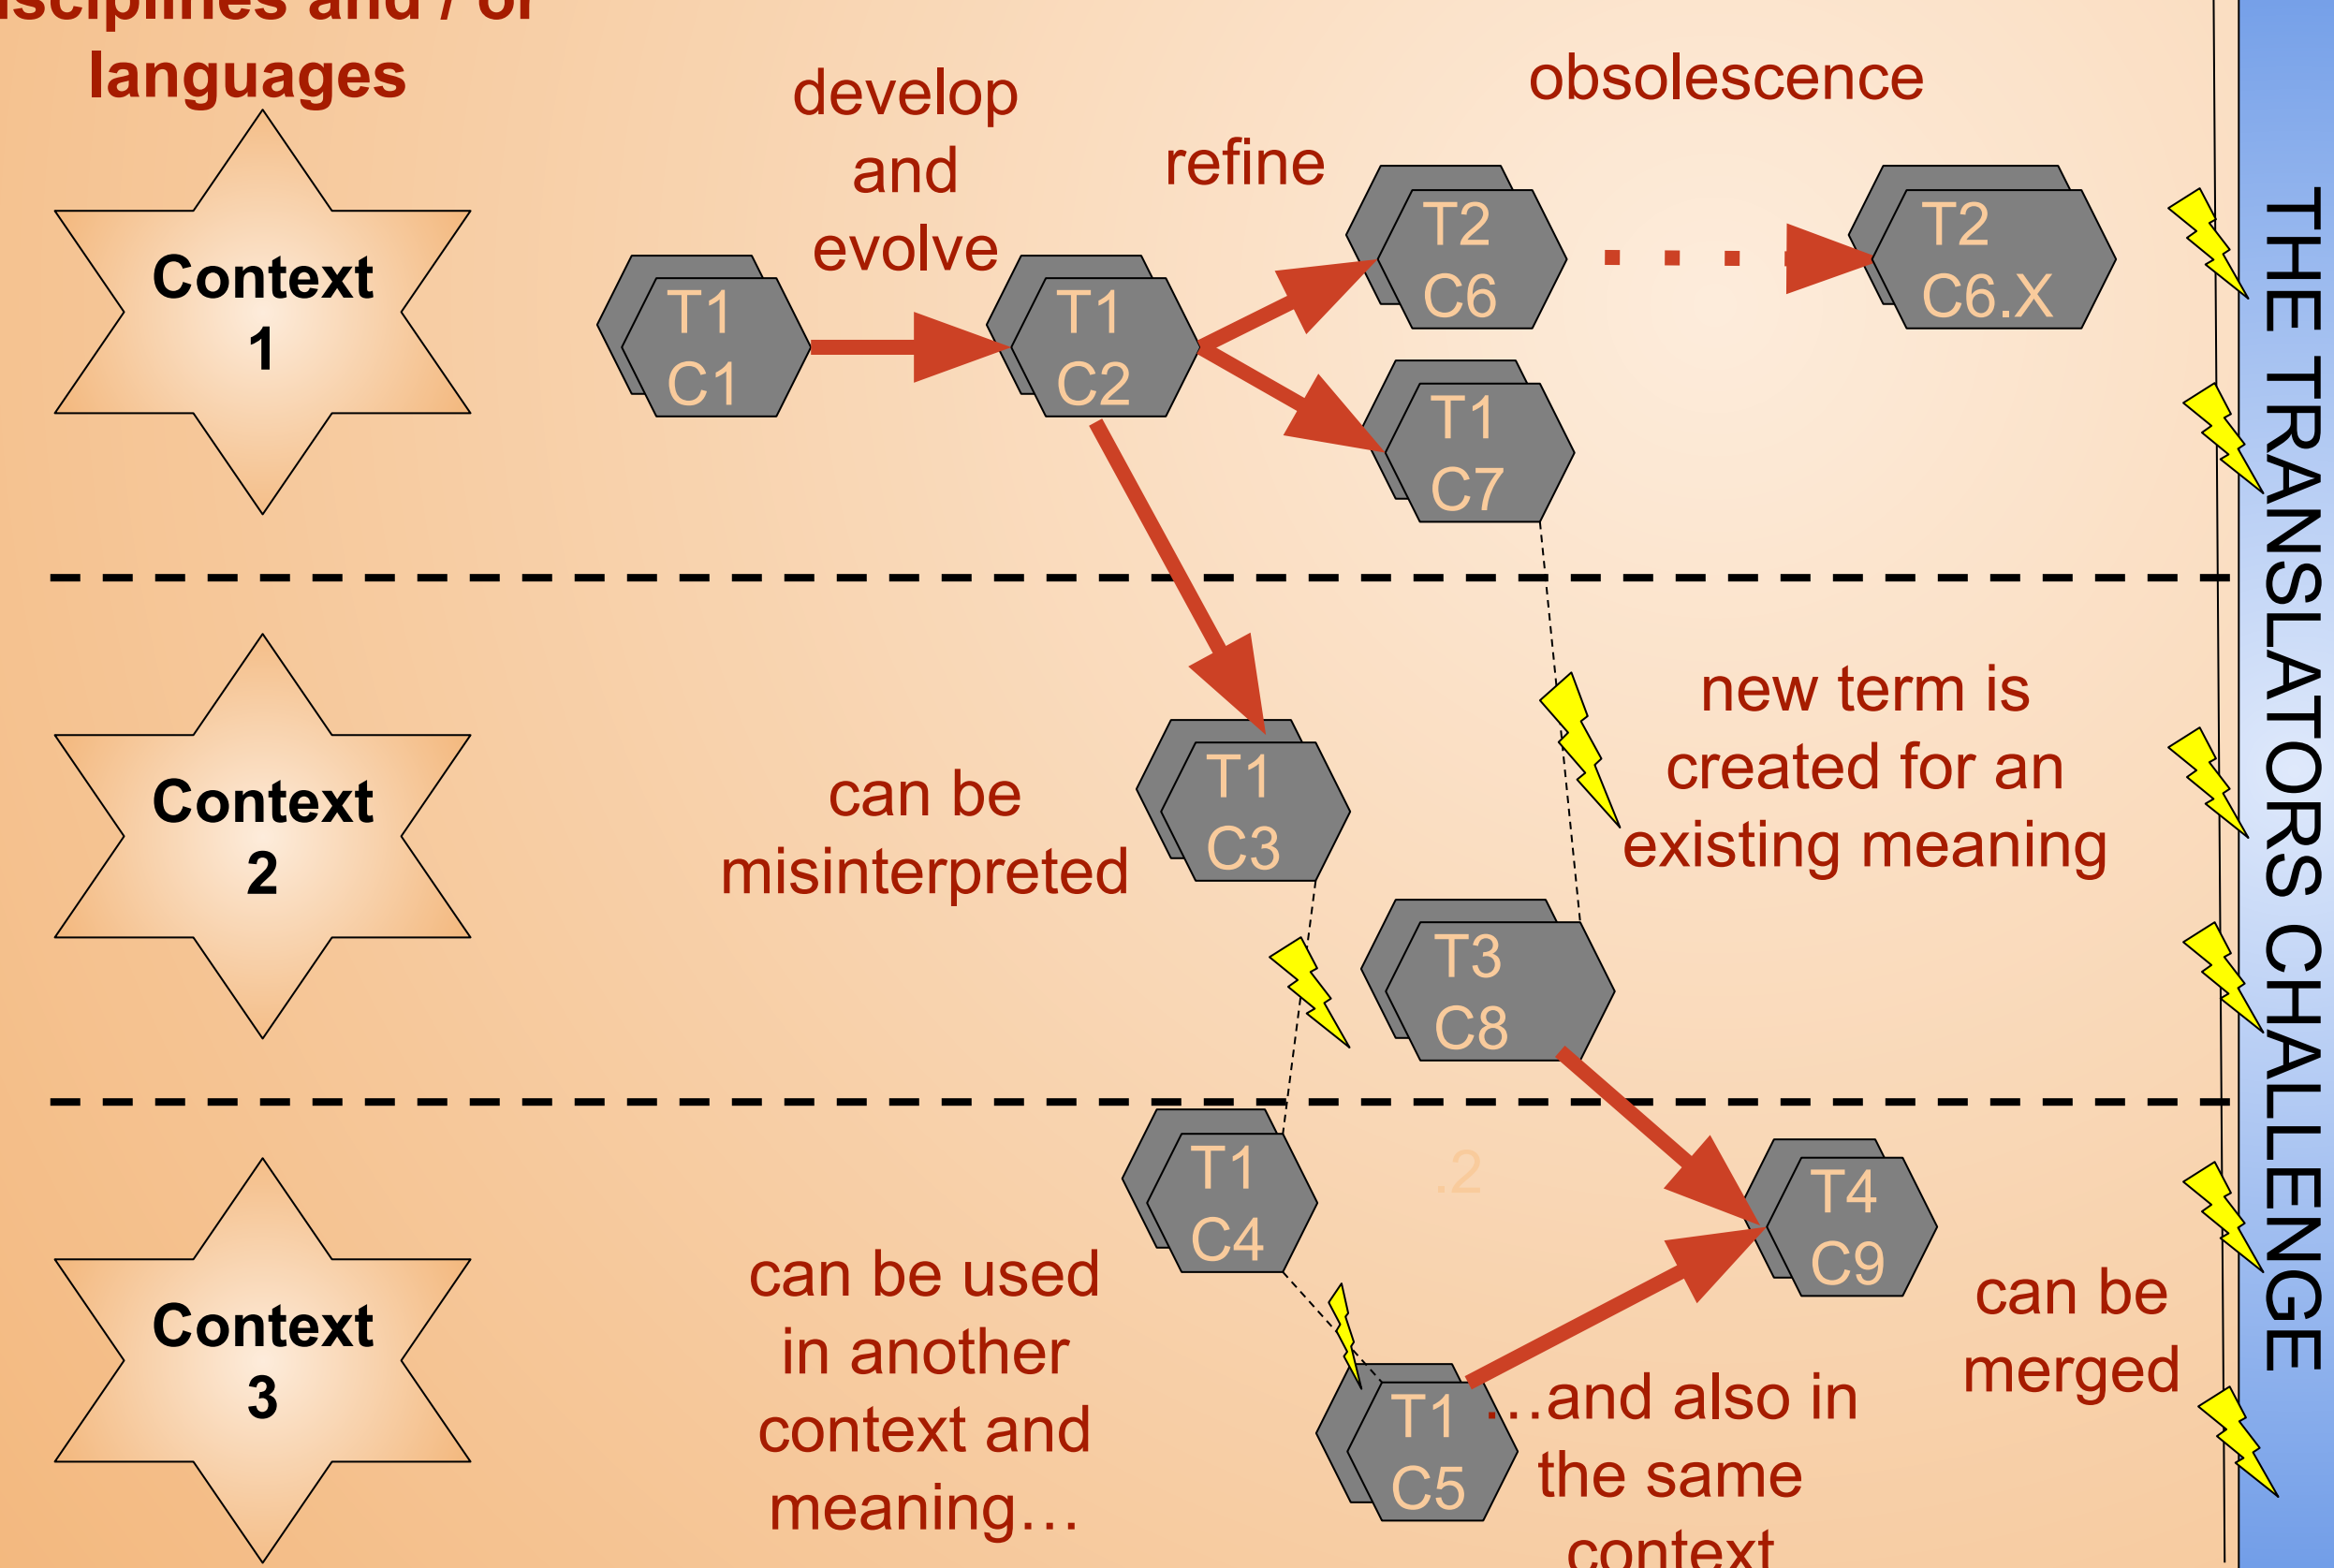 languages
develop
and
evolve
refine
obsolescence
Context
1
T1
C1
T1
C2
T2
C6
T2
C6.X
T1
C7
Context
2
can be
misinterpreted
T1
C3
new term is
created for an
existing meaning
T3
C8
Context
3
T1
C4
.2
T4
C9
can be used
in another
context and
meaning…
T1
C5
…and also in
the same
context
can be
merged
THE TRANSLATORS CHALLENGE